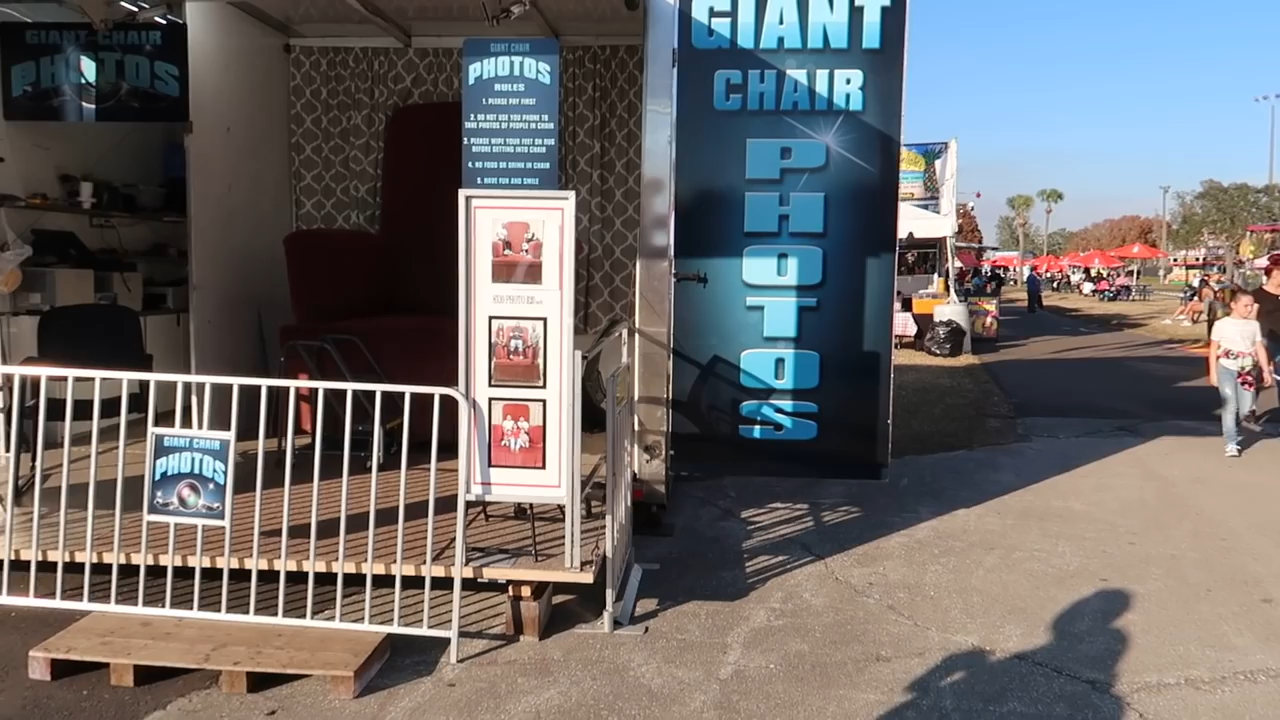 GIANT CHAIR
PHOTOS
GIANT CHAIR
PHOTOS
RULES
1. PLEASE PAY FIRST
2. DO NOT USE YOU PHONE TO
TAKE PHOTOS OF PEOPLE IN CHAIR
3. PLEASE WIPE YOUR FEET ON RUG
BEFORE GETTING INTO CHAIR
4. NO FOOD OR DRINK IN CHAIR
5. HAVE FUN AND SMILE
GIANT
CHAIR
PHOTOS
GIANT CHAIR
PHOTOS